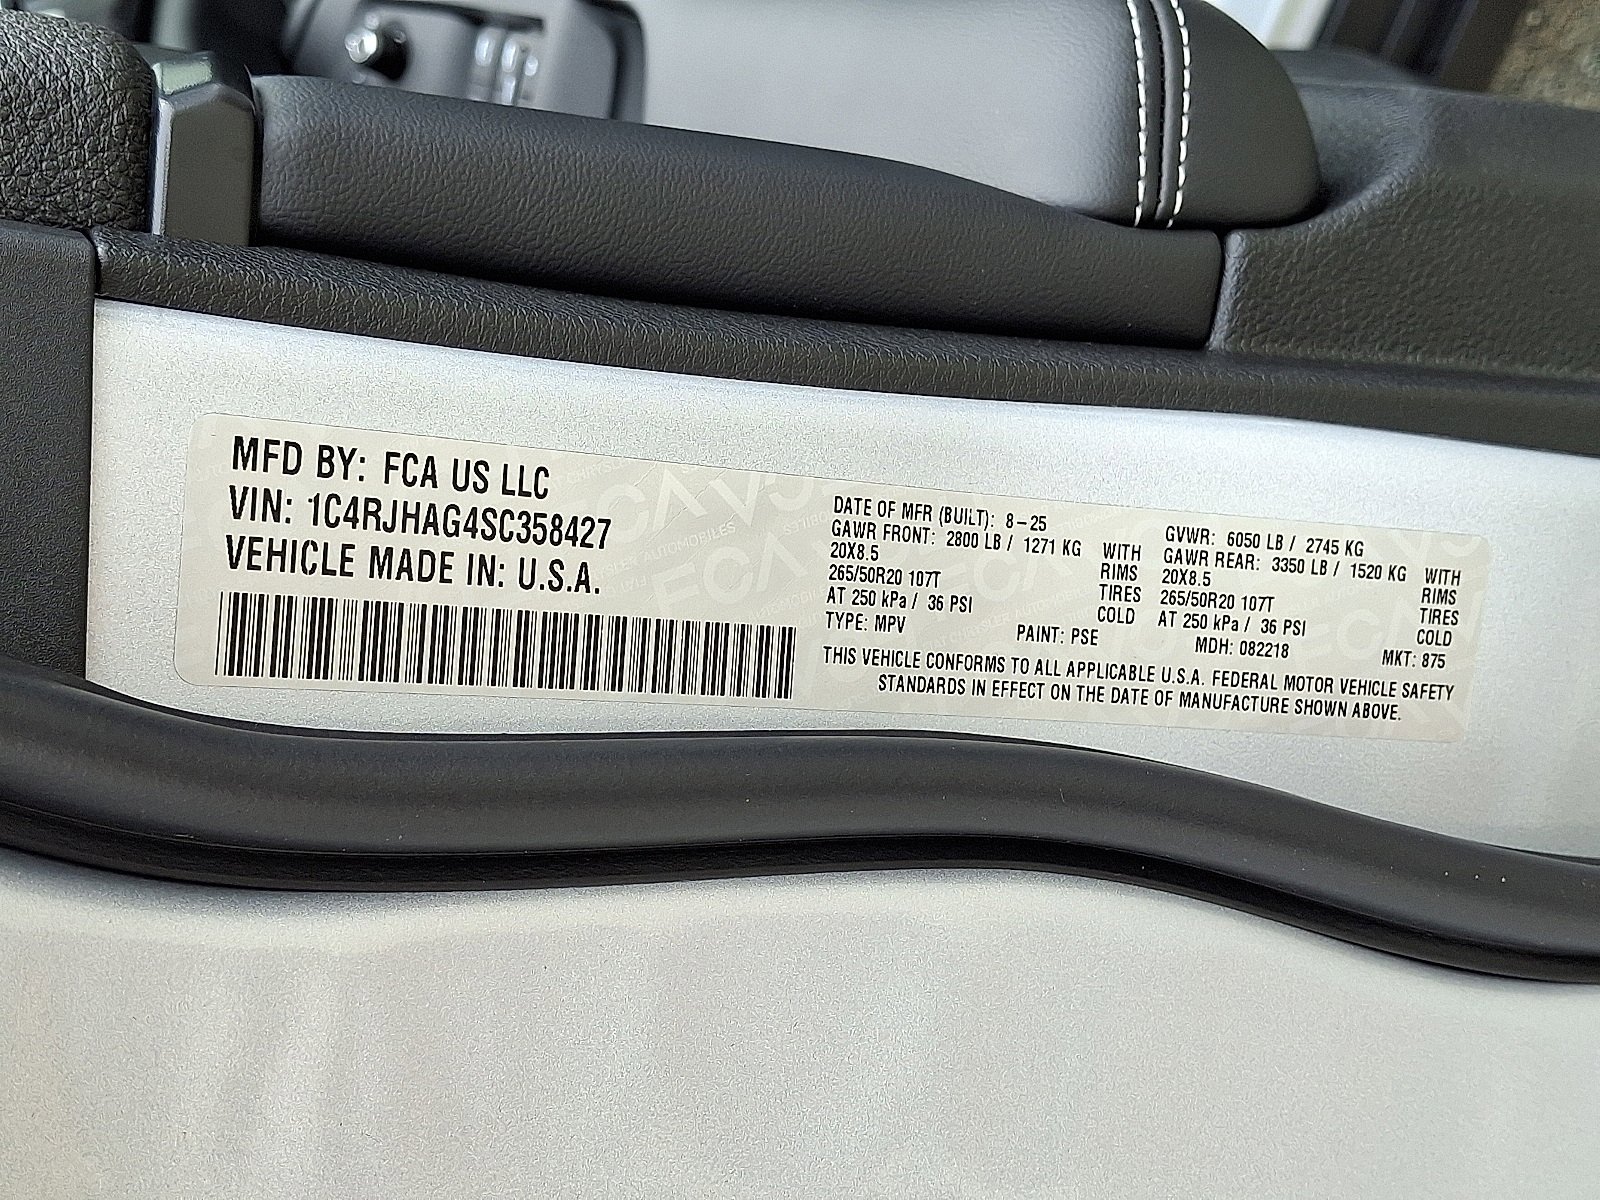 MFD BY: FCA US LLC
VIN: 1C4RJHAG4SC358427
VEHICLE MADE IN: U.S.A.
DATE OF MFR (BUILT): 8-25
GAWR FRONT: 2800 LB / 1271 KG WITH
20X8.5 RIMS
265/50R20 107T TIRES
AT 250 kPa / 36 PSI COLD
TYPE: MPV PAINT: PSE
GVWR: 6050 LB / 2745 KG
GAWR REAR: 3350 LB / 1520 KG WITH
20X8.5 RIMS
265/50R20 107T TIRES
AT 250 kPa / 36 PSI COLD
MDH: 082218 MKT: 875
THIS VEHICLE CONFORMS TO ALL APPLICABLE U.S.A. FEDERAL MOTOR VEHICLE SAFETY
STANDARDS IN EFFECT ON THE DATE OF MANUFACTURE SHOWN ABOVE.